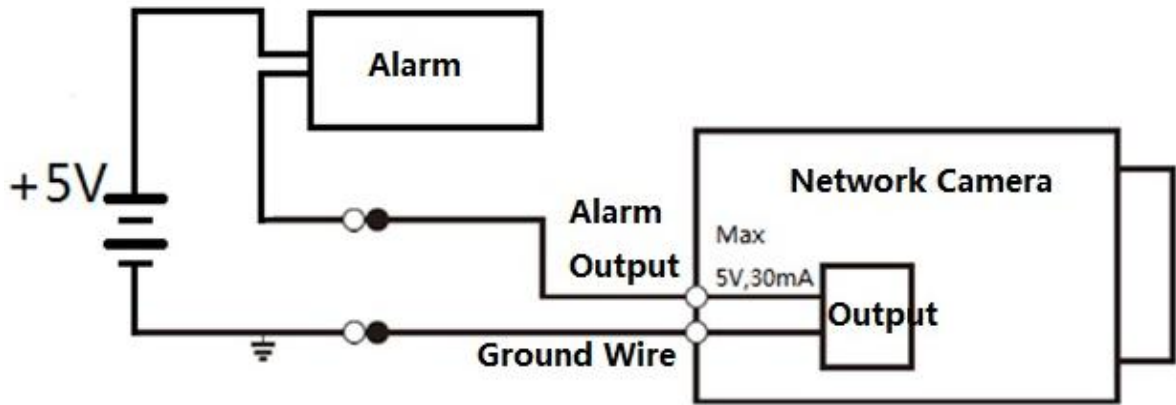 Alarm
+5V
Network Camera
Alarm
Output
Max
5V,30mA
Output
Ground Wire